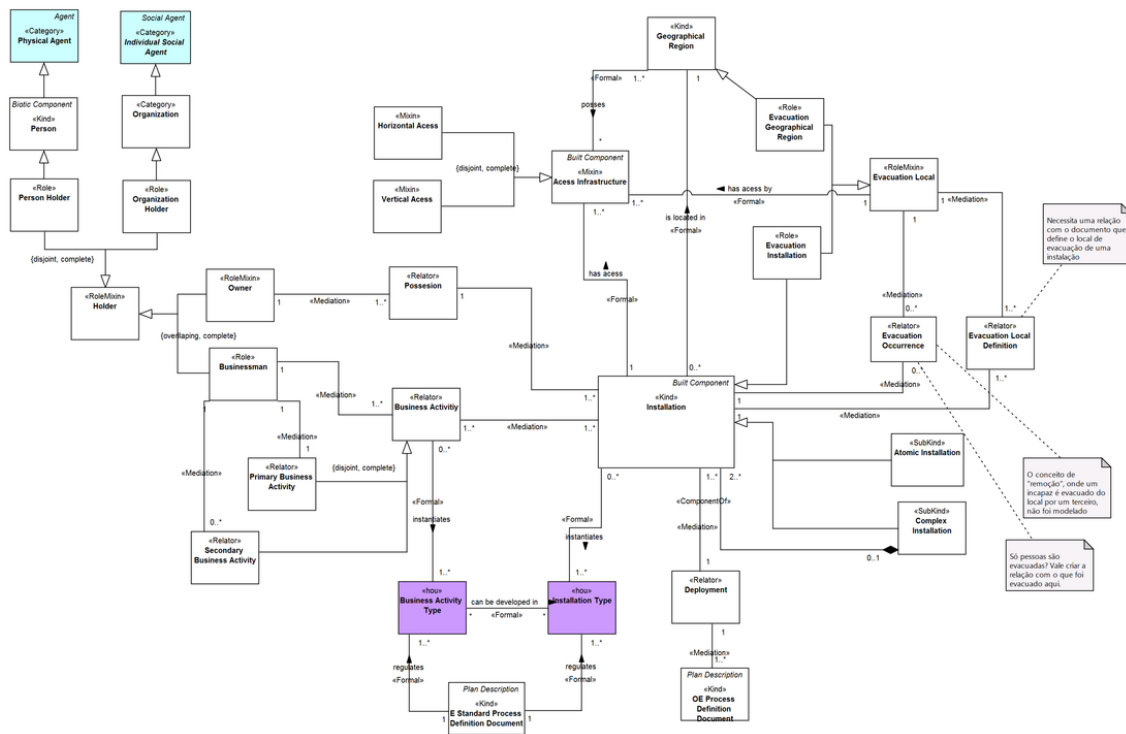 Agent
«Category»
Physical Agent
Social Agent
«Category»
Individual Social
Agent
Biotic Component
«Kind»
Person
«Category»
Organization
«Role»
Person Holder
«Role»
Organization
Holder
{disjoint, complete}
«RoleMixin»
Holder
«RoleMixin»
Owner
1
«Mediation»
1..*
«Relator»
Possesion
1
«Mediation»
1..*
{overlaping, complete}
«Role»
Businessman
1
«Mediation»
1..*
1
1
«Mediation»
1
«Mediation»
0..*
«Relator»
Primary Business
Activity
{disjoint, complete}
«Relator»
Secondary
Business Activity
«Relator»
Business Activitiy
1..*
«Mediation»
1..*
0..*
«Formal»
instantiates
1..*
«hou»
Business Activity
Type
can be developed in
*
«Formal»
*
«hou»
Installation Type
1..*
1..*
regulates
«Formal»
regulates
«Formal»
Plan Description
«Kind»
E Standard Process
Definition Document
1
1
«Mixin»
Horizontal Acess
«Mixin»
Vertical Acess
{disjoint, complete}
Built Component
«Mixin»
Acess Infrastructure
1..*
1..*
«Kind»
Geographical
Region
«Formal»
1..*
1
posses
*
«Role»
Evacuation
Geographical
Region
has acess by
«Formal»
1
is located in
«Formal»
has acess
«Formal»
1
0..*
«Role»
Evacuation
Installation
«RoleMixin»
Evacuation Local
1
1
«Mediation»
«Mediation»
0..*
1..*
«Relator»
Evacuation
Occurrence
0..*
«Mediation»
«Relator»
Evacuation Local
Definition
1..*
«Mediation»
Built Component
«Kind»
Installation
1
1
0..*
1..*
2..*
«Formal»
instantiates
1..*
«ComponentOf»
«Mediation»
1
0..1
«SubKind»
Atomic Installation
«SubKind»
Complex
Installation
«Relator»
Deployment
1
«Mediation»
1..*
Plan Description
«Kind»
OE Process
Definition
Document
Necessita uma relação
com o documento que
define o local de
evacuação de uma
instalação
O conceito de
"remoção", onde um
incapaz é evacuado do
local por um terceiro,
não foi modelado
Só pessoas são
evacuadas? Vale criar a
relação com o que foi
evacuado aqui.